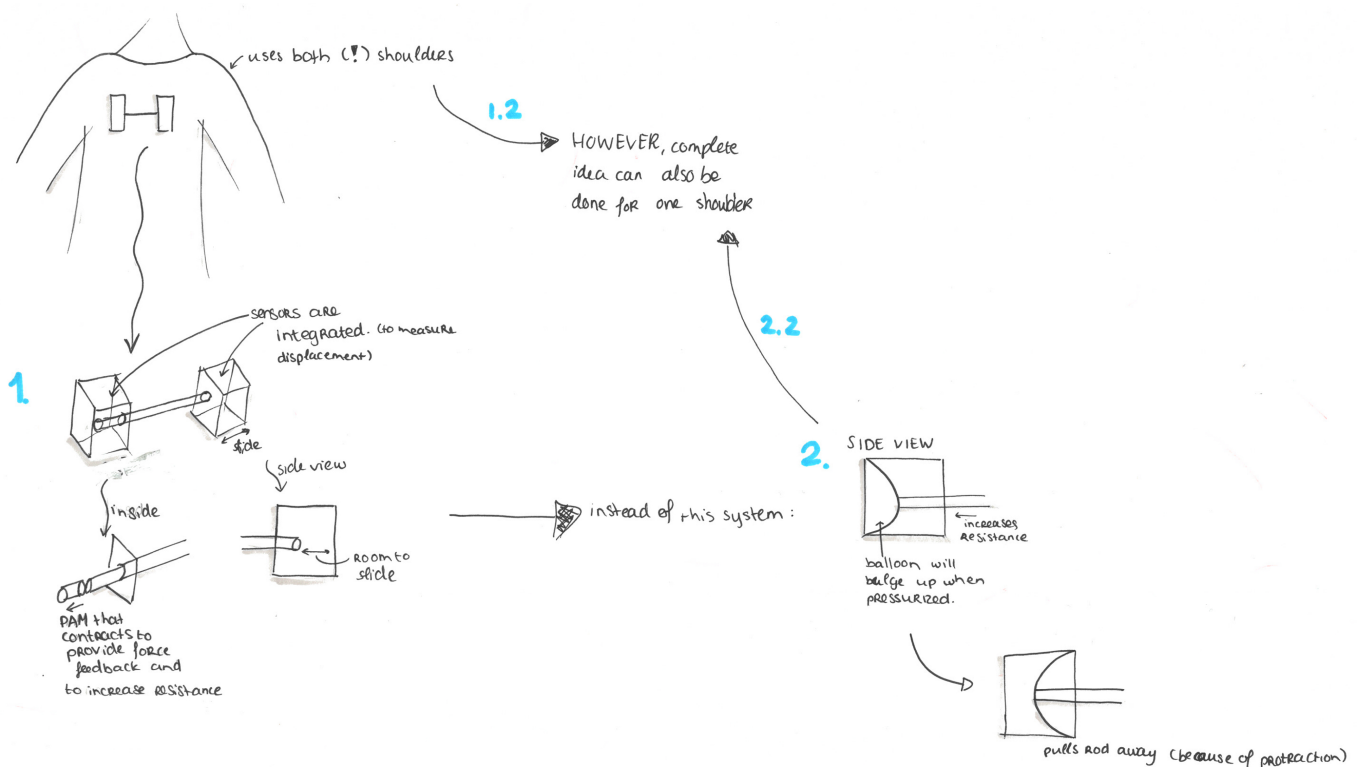 uses both (!) shoulders
1.2
HOWEVER, complete
idea can also be
done for one shoulder
sensors are
integrated. (to measure
displacement)
1.
slide
side view
inside
ROOM to
slide
PAM that
contracts to
provide force
feedback and
to increase resistance
instead of this system:
2.2
2.
SIDE VIEW
increases
Resistance
balloon will
bulge up when
PRESSURIZED.
pulls rod away (because of protraction)